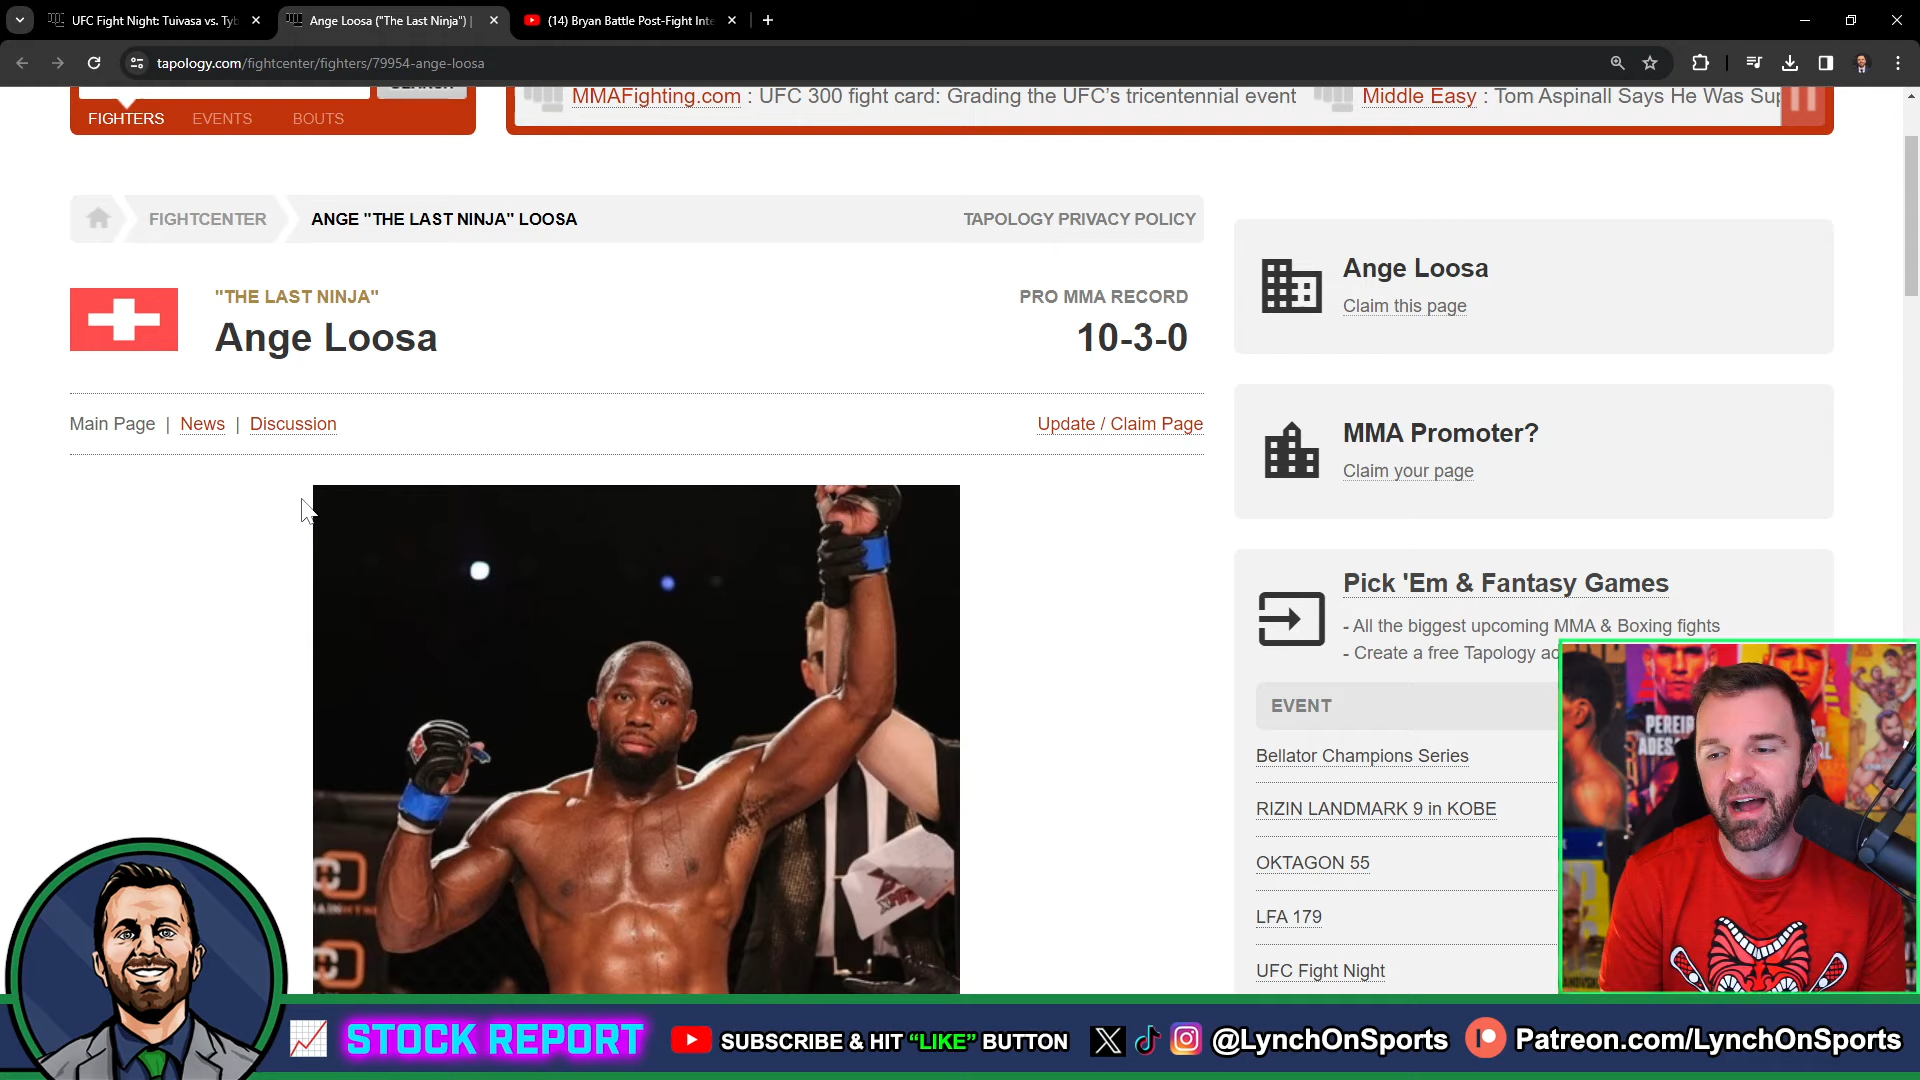 UFC Fight Night: Tuivasa vs. Tyb
Ange Loosa ("The Last Ninja") |
(14) Bryan Battle Post-Fight Inte
tapology.com/fightcenter/fighters/79954-ange-loosa
SEARCH
FIGHTERS EVENTS BOUTS
MMAFighting.com : UFC 300 fight card: Grading the UFC's tricentennial event
Middle Easy : Tom Aspinall Says He Was Sup
FIGHTCENTER
ANGE "THE LAST NINJA" LOOSA
TAPOLOGY PRIVACY POLICY
"THE LAST NINJA"
Ange Loosa
PRO MMA RECORD
10-3-0
Main Page | News | Discussion
Update / Claim Page
Ange Loosa
Claim this page
MMA Promoter?
Claim your page
Pick 'Em & Fantasy Games
- All the biggest upcoming MMA & Boxing fights
- Create a free Tapology ac
EVENT
Bellator Champions Series
RIZIN LANDMARK 9 in KOBE
OKTAGON 55
LFA 179
UFC Fight Night
PEREIR
ADES
STOCK REPORT
SUBSCRIBE & HIT "LIKE" BUTTON
@LynchOnSports
Patreon.com/LynchOnSports